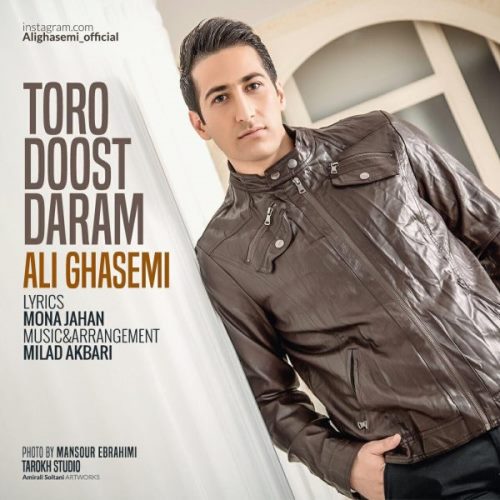 instagram.com
Alighasemi_official
TORO
DOOST
DARAM
ALI GHASEMI
LYRICS
MONA JAHAN
MUSIC&ARRANGEMENT
MILAD AKBARI
PHOTO BY MANSOUR EBRAHIMI
TAROKH STUDIO
Amirali Soltani ARTWORKS